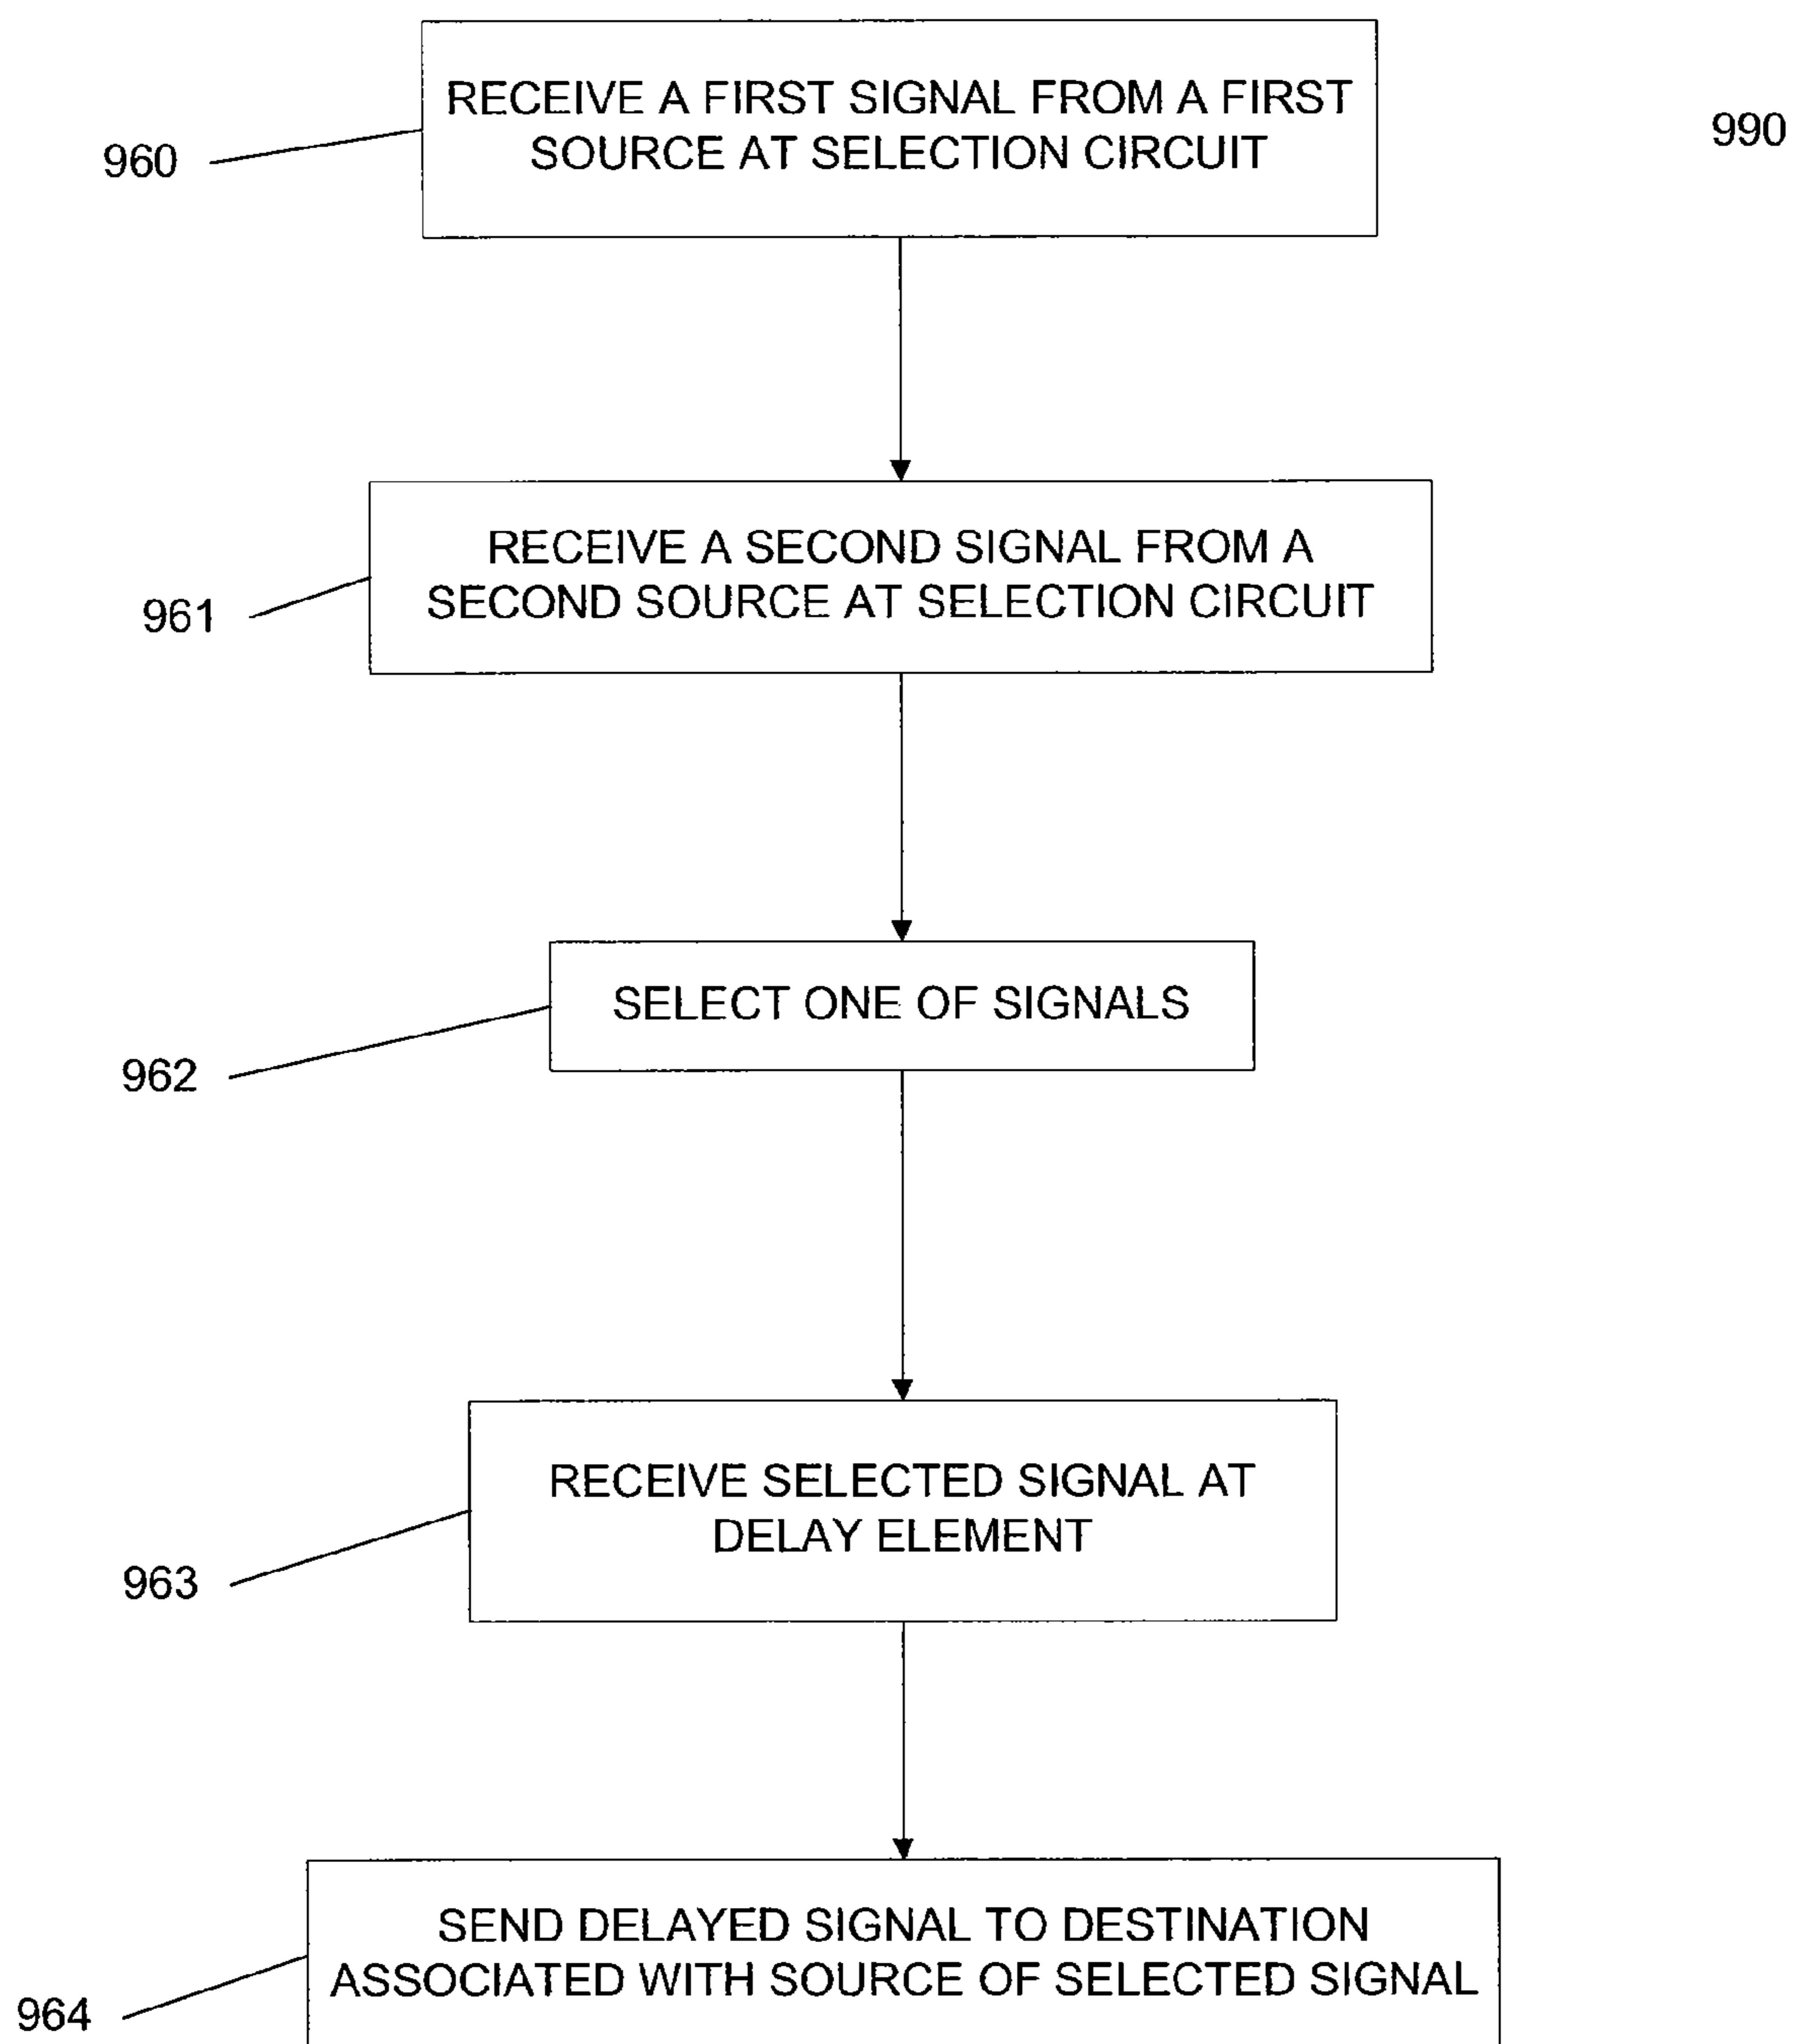 RECEIVE A FIRST SIGNAL FROM A FIRST
SOURCE AT SELECTION CIRCUIT
960
990
RECEIVE A SECOND SIGNAL FROM A
SECOND SOURCE AT SELECTION CIRCUIT
961
SELECT ONE OF SIGNALS
962
RECEIVE SELECTED SIGNAL AT
DELAY ELEMENT
963
SEND DELAYED SIGNAL TO DESTINATION
ASSOCIATED WITH SOURCE OF SELECTED SIGNAL
964